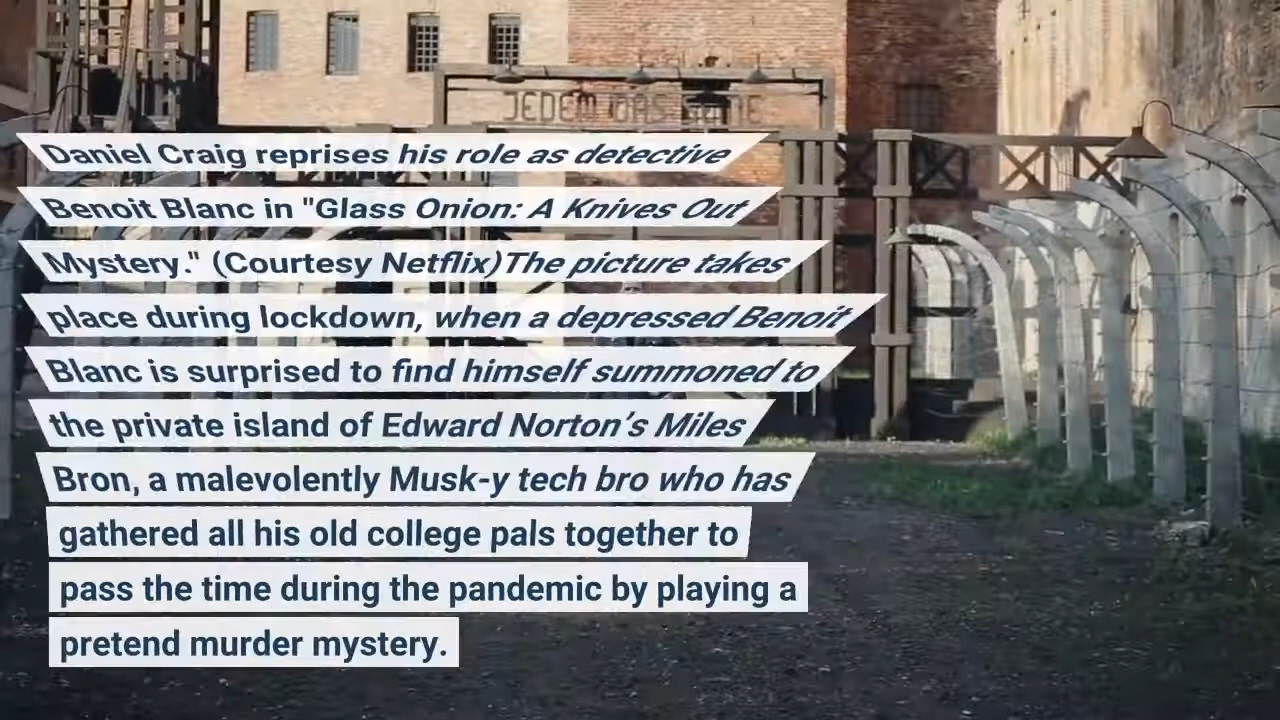 JEDEM DAS SEINE
Daniel Craig reprises his role as detective
Benoit Blanc in "Glass Onion: A Knives Out
Mystery." (Courtesy Netflix)The picture takes
place during lockdown, when a depressed Benoit
Blanc is surprised to find himself summoned to
the private island of Edward Norton’s Miles
Bron, a malevolently Musk-y tech bro who has
gathered all his old college pals together to
pass the time during the pandemic by playing a
pretend murder mystery.